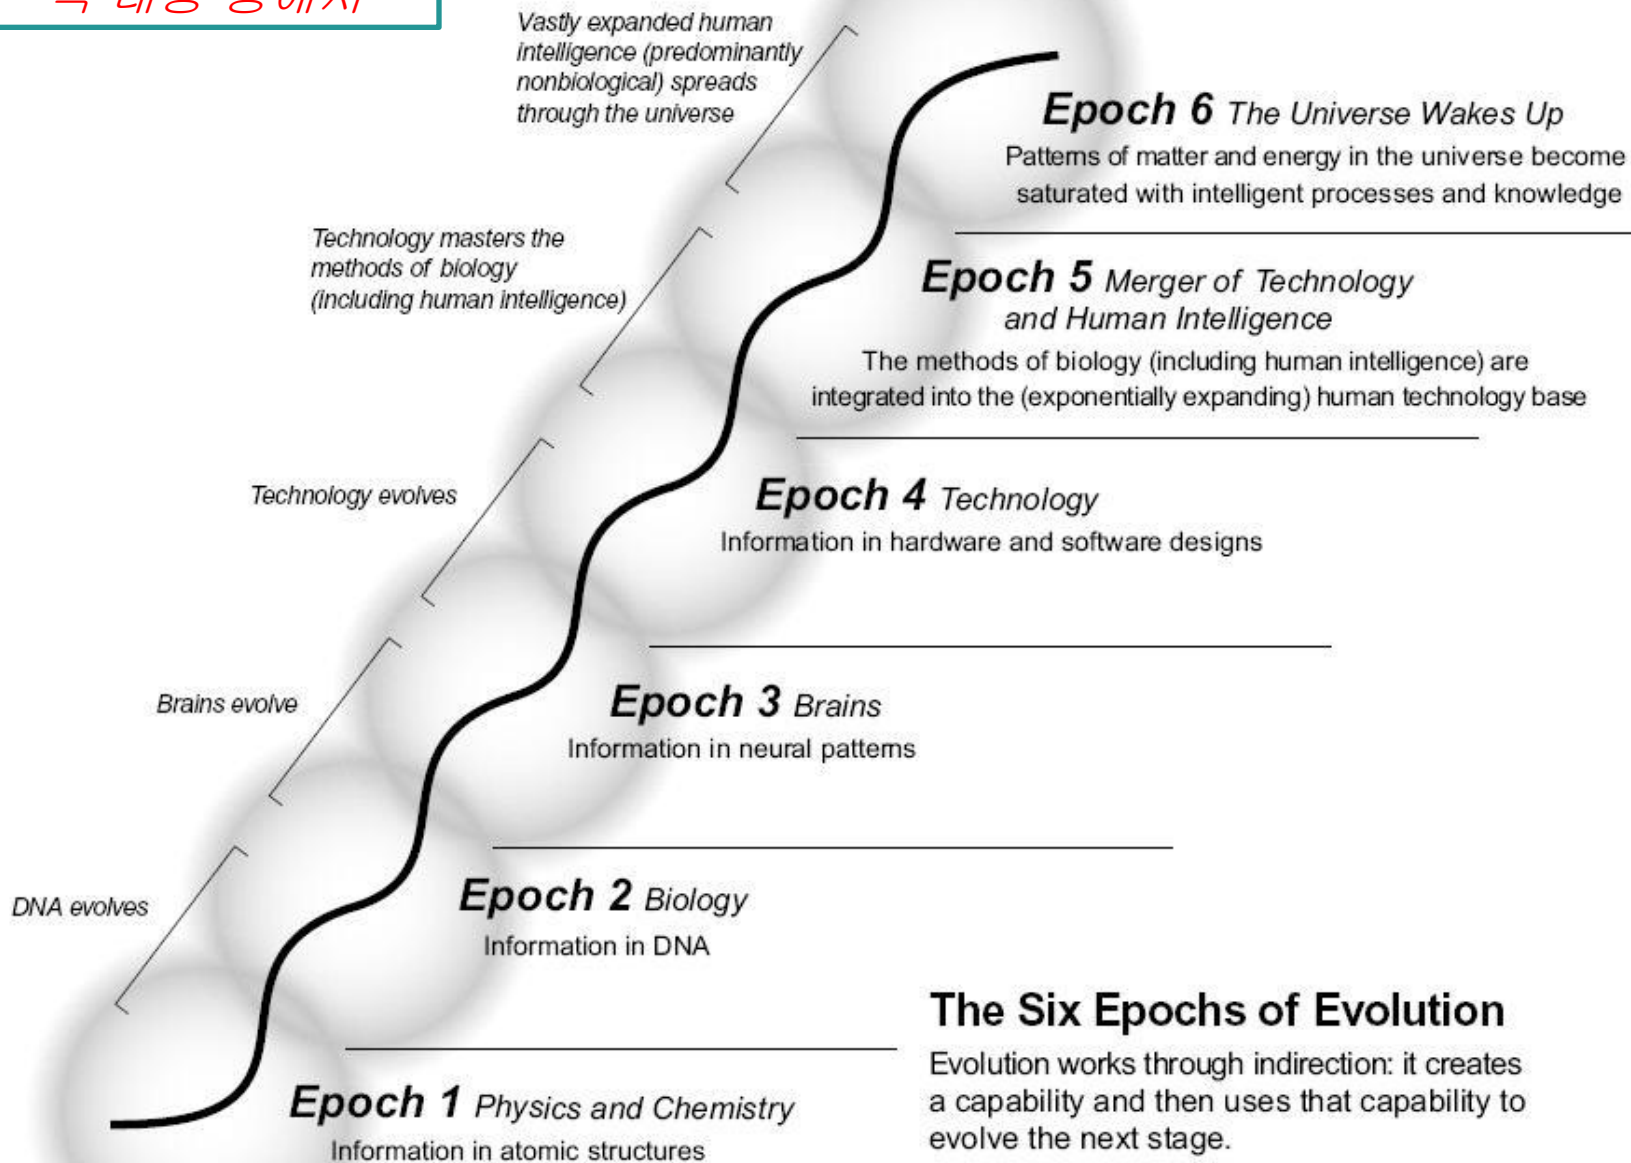 Vastly expanded human
intelligence (predominantly
nonbiological) spreads
through the universe
Epoch 6 The Universe Wakes Up
Patterns of matter and energy in the universe become
saturated with intelligent processes and knowledge
Technology masters the
methods of biology
(including human intelligence)
Epoch 5 Merger of Technology
and Human Intelligence
The methods of biology (including human intelligence) are
integrated into the (exponentially expanding) human technology base
Technology evolves
Epoch 4 Technology
Information in hardware and software designs
Brains evolve
Epoch 3 Brains
Information in neural patterns
DNA evolves
Epoch 2 Biology
Information in DNA
Epoch 1 Physics and Chemistry
Information in atomic structures
The Six Epochs of Evolution
Evolution works through indirection: it creates
a capability and then uses that capability to
evolve the next stage.